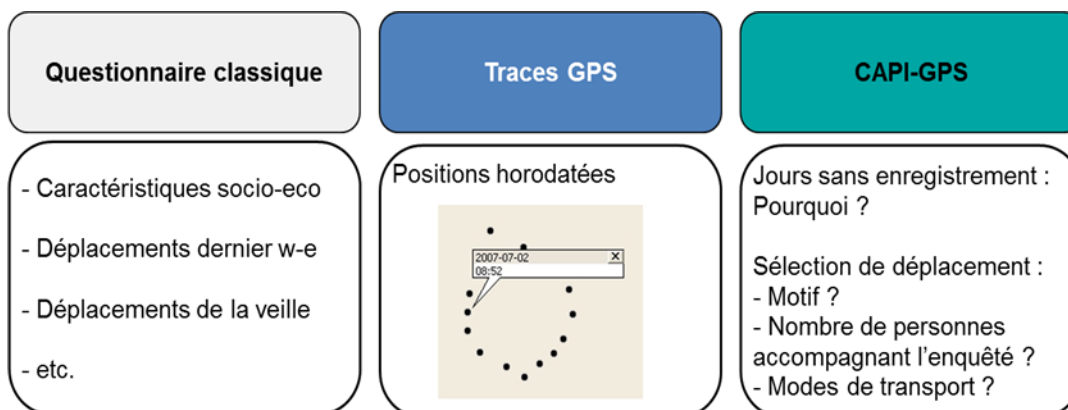 Questionnaire classique
Traces GPS
CAPI-GPS
- Caractéristiques socio-eco
- Déplacements dernier w-e
- Déplacements de la veille
- etc.
Positions horodatées
2007-07-02
08:52
Jours sans enregistrement :
Pourquoi ?
Sélection de déplacement :
- Motif ?
- Nombre de personnes
accompagnant l'enquêté ?
- Modes de transport ?